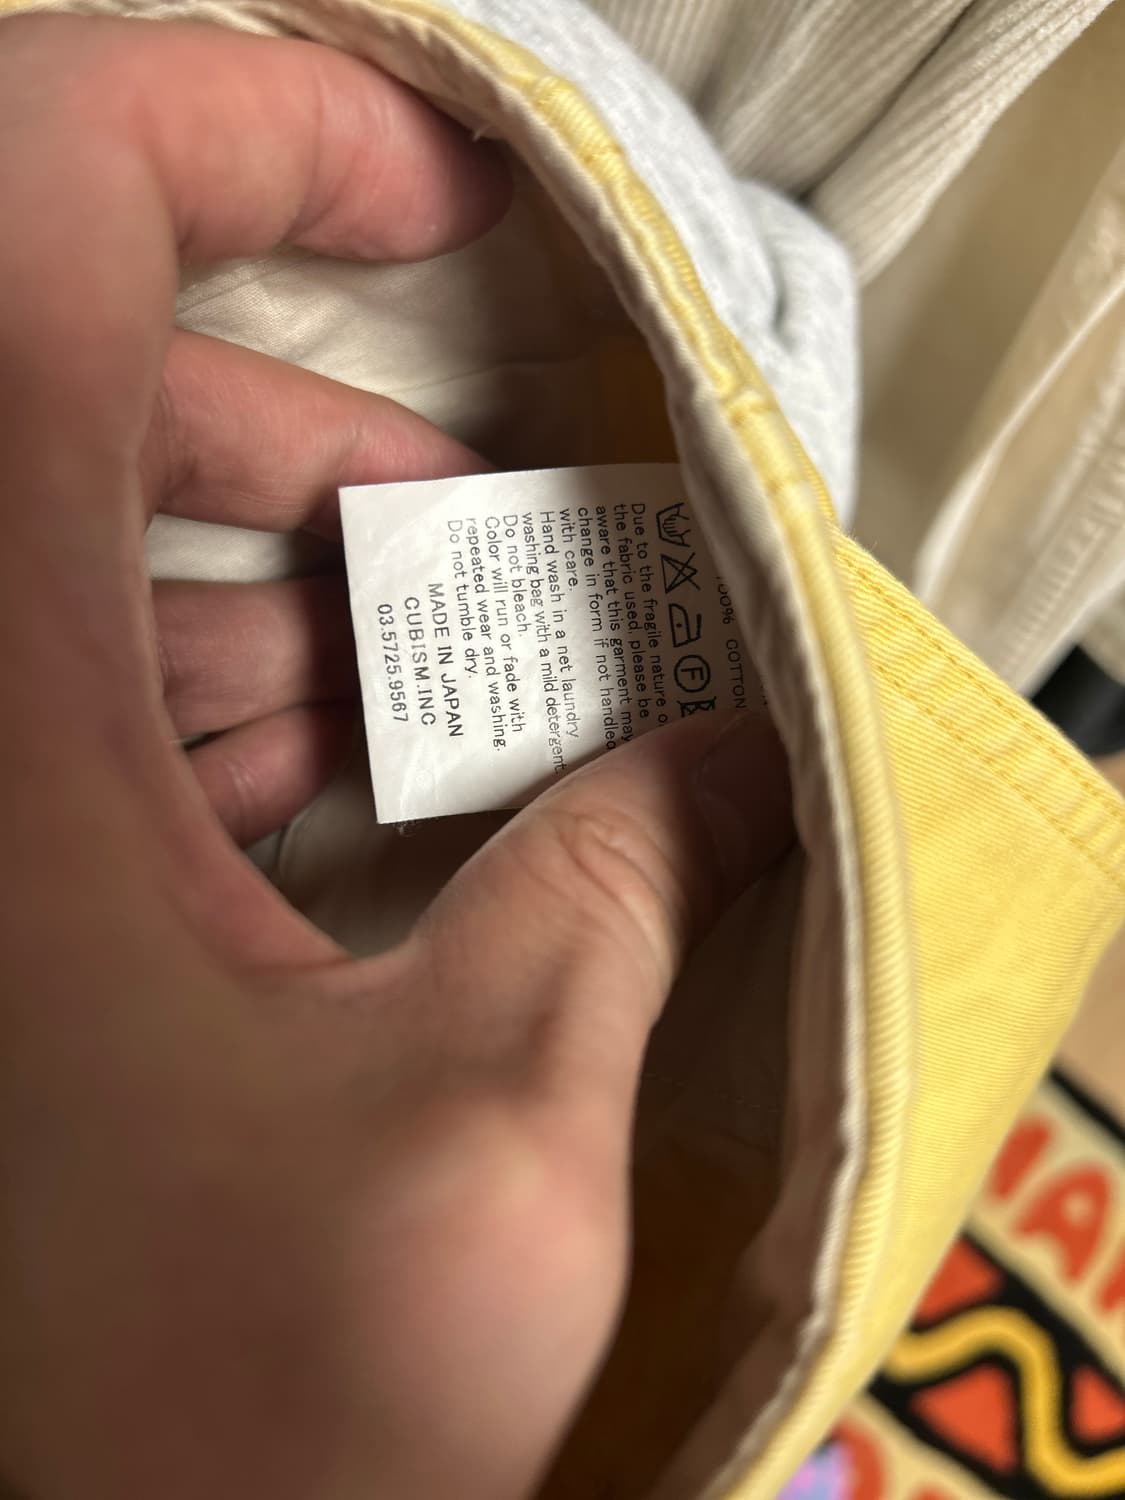 100% COTTON
F
Due to the fragile nature o
the fabric used, please be
aware that this garment may
change in form if not handled
with care.
Hand wash in a net laundry
washing bag with a mild detergent.
Do not bleach.
Color will run or fade with
repeated wear and washing.
Do not tumble dry.
MADE IN JAPAN
CUBISM.INC
03.5725.9567